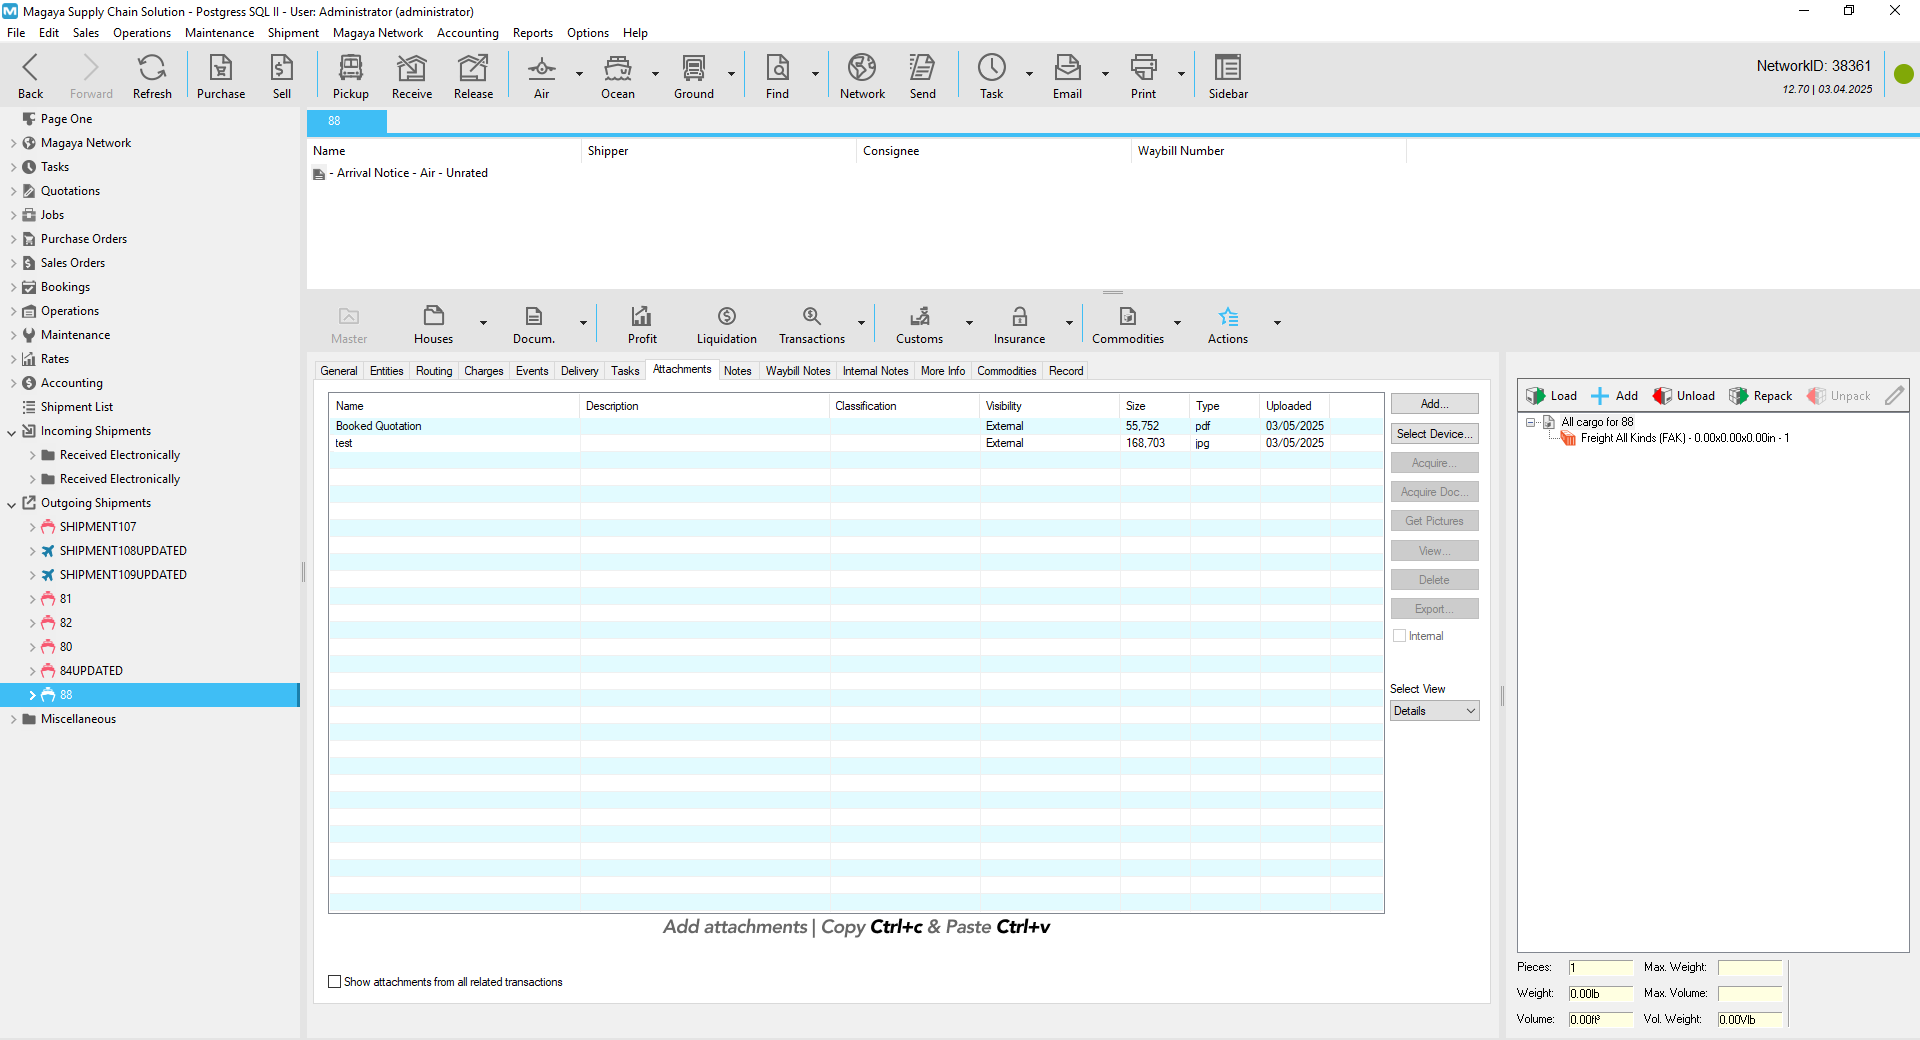 Magaya Supply Chain Solution - Postgress SQL II - User: Administrator (administrator)
File Edit Sales Operations Maintenance Shipment Magaya Network Accounting Reports Options Help
Back Forward Refresh Purchase Sell Pickup Receive Release Air Ocean Ground Find Network Send Task Email Print Sidebar
NetworkID: 38361
12.70 | 03.04.2025
Page One
Magaya Network
Tasks
Quotations
Jobs
Purchase Orders
Sales Orders
Bookings
Operations
Maintenance
Rates
Accounting
Shipment List
Incoming Shipments
Received Electronically
Received Electronically
Outgoing Shipments
SHIPMENT107
SHIPMENT108UPDATED
SHIPMENT109UPDATED
81
82
80
84UPDATED
88
Miscellaneous
88
Name Shipper Consignee Waybill Number
- Arrival Notice - Air - Unrated
Master Houses Docum. Profit Liquidation Transactions Customs Insurance Commodities Actions
General Entities Routing Charges Events Delivery Tasks Attachments Notes Waybill Notes Internal Notes More Info Commodities Record
Name Description Classification Visibility Size Type Uploaded
Booked Quotation External 55,752 pdf 03/05/2025
test External 168,703 jpg 03/05/2025
Add attachments | Copy Ctrl+c & Paste Ctrl+v
Show attachments from all related transactions
Add...
Select Device...
Acquire...
Acquire Doc...
Get Pictures
View...
Delete
Export...
Internal
Select View
Details
Load Add Unload Repack Unpack
All cargo for 88
Freight All Kinds (FAK) - 0.00x0.00x0.00in - 1
Pieces: 1 Max. Weight:
Weight: 0.00lb Max. Volume:
Volume: 0.00ft³ Vol. Weight: 0.00Vlb